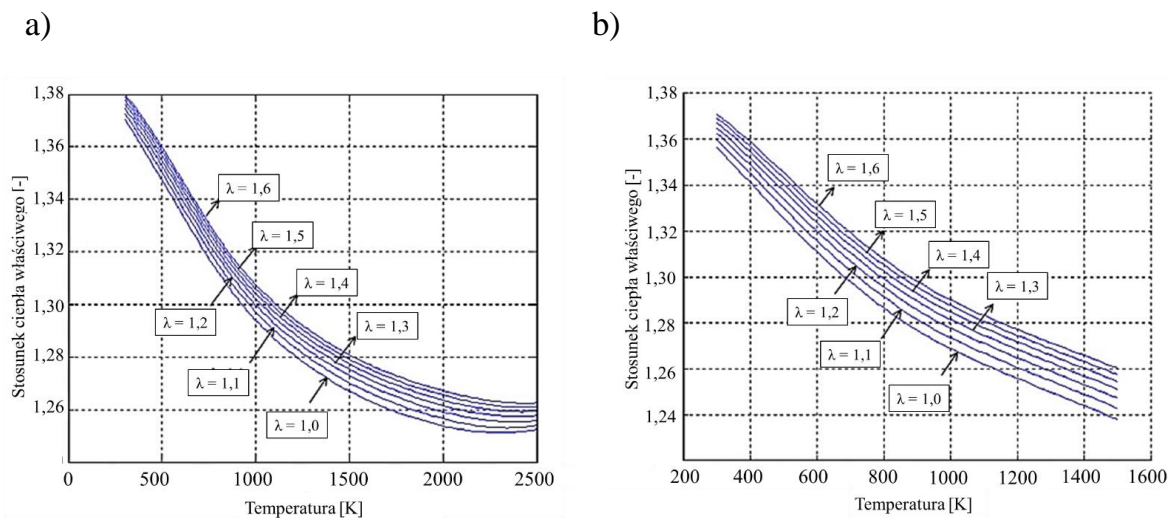 a)
1,38
1,36
1,34
1,32
1,30
1,28
1,26
Stosunek ciepła właściwego [-]
λ = 1,6
λ = 1,5
λ = 1,4
λ = 1,2
λ = 1,3
λ = 1,1
λ = 1,0
0 500 1000 1500 2000 2500
Temperatura [K]
b)
1,38
1,36
1,34
1,32
1,30
1,28
1,26
1,24
Stosunek ciepła właściwego [-]
λ = 1,6
λ = 1,5
λ = 1,4
λ = 1,3
λ = 1,2
λ = 1,1
λ = 1,0
200 400 600 800 1000 1200 1400 1600
Temperatura [K]